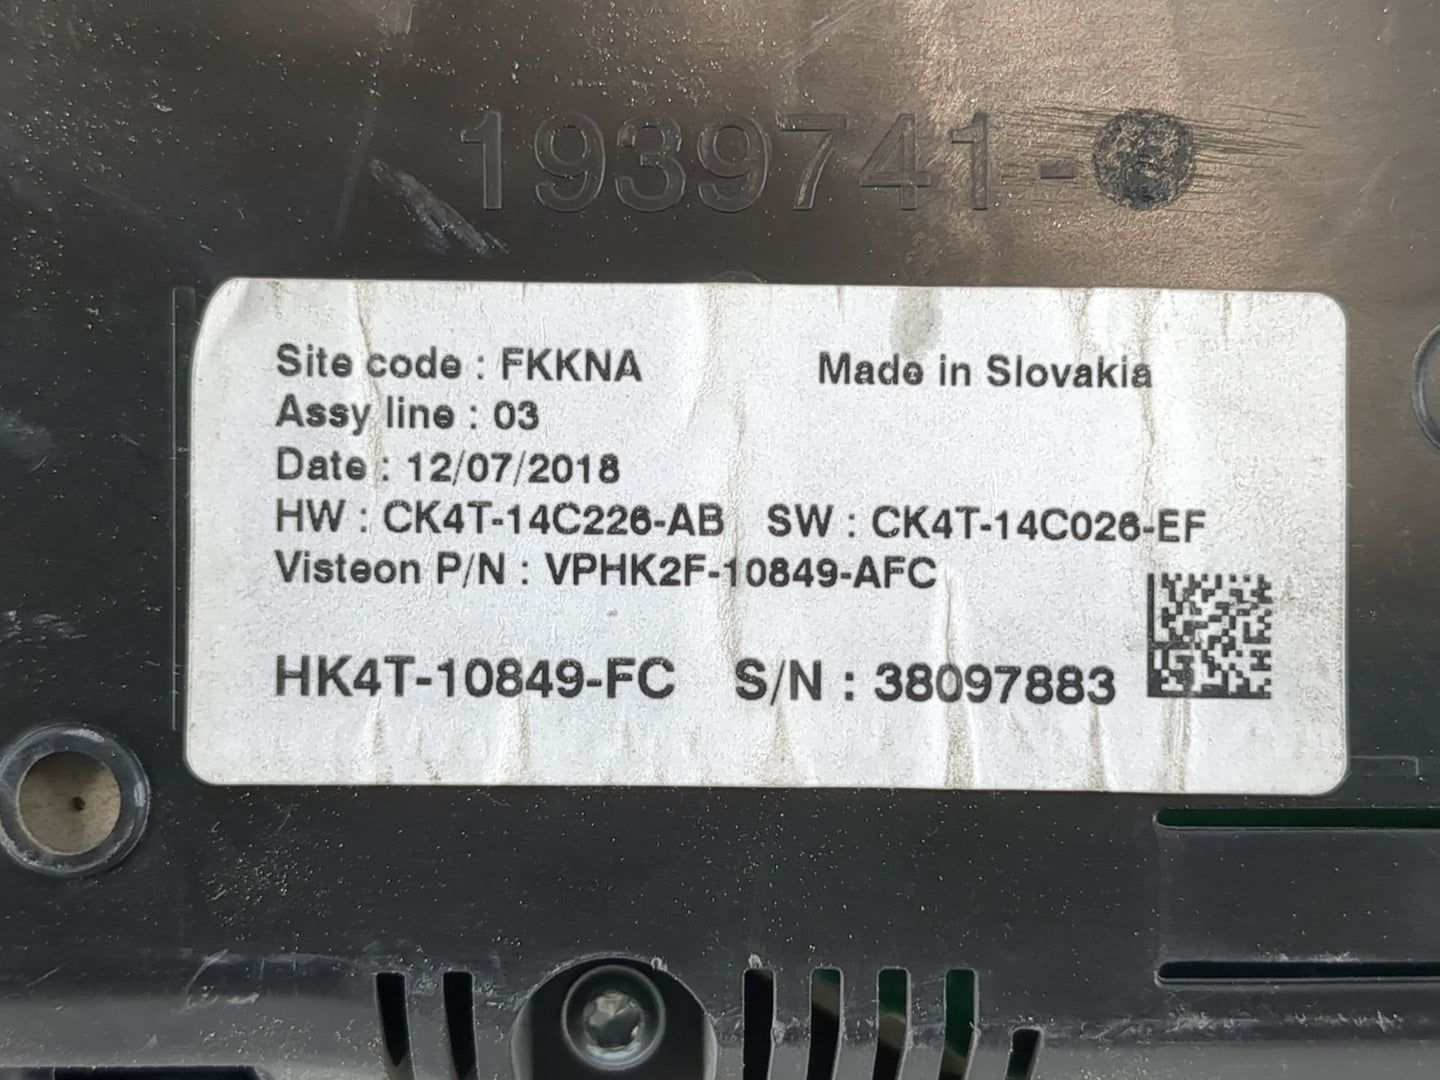 1939741-
Site code : FKKNA Made in Slovakia
Assy line : 03
Date : 12/07/2018
HW : CK4T-14C226-AB SW : CK4T-14C026-EF
Visteon P/N : VPHK2F-10849-AFC
HK4T-10849-FC S/N : 38097883